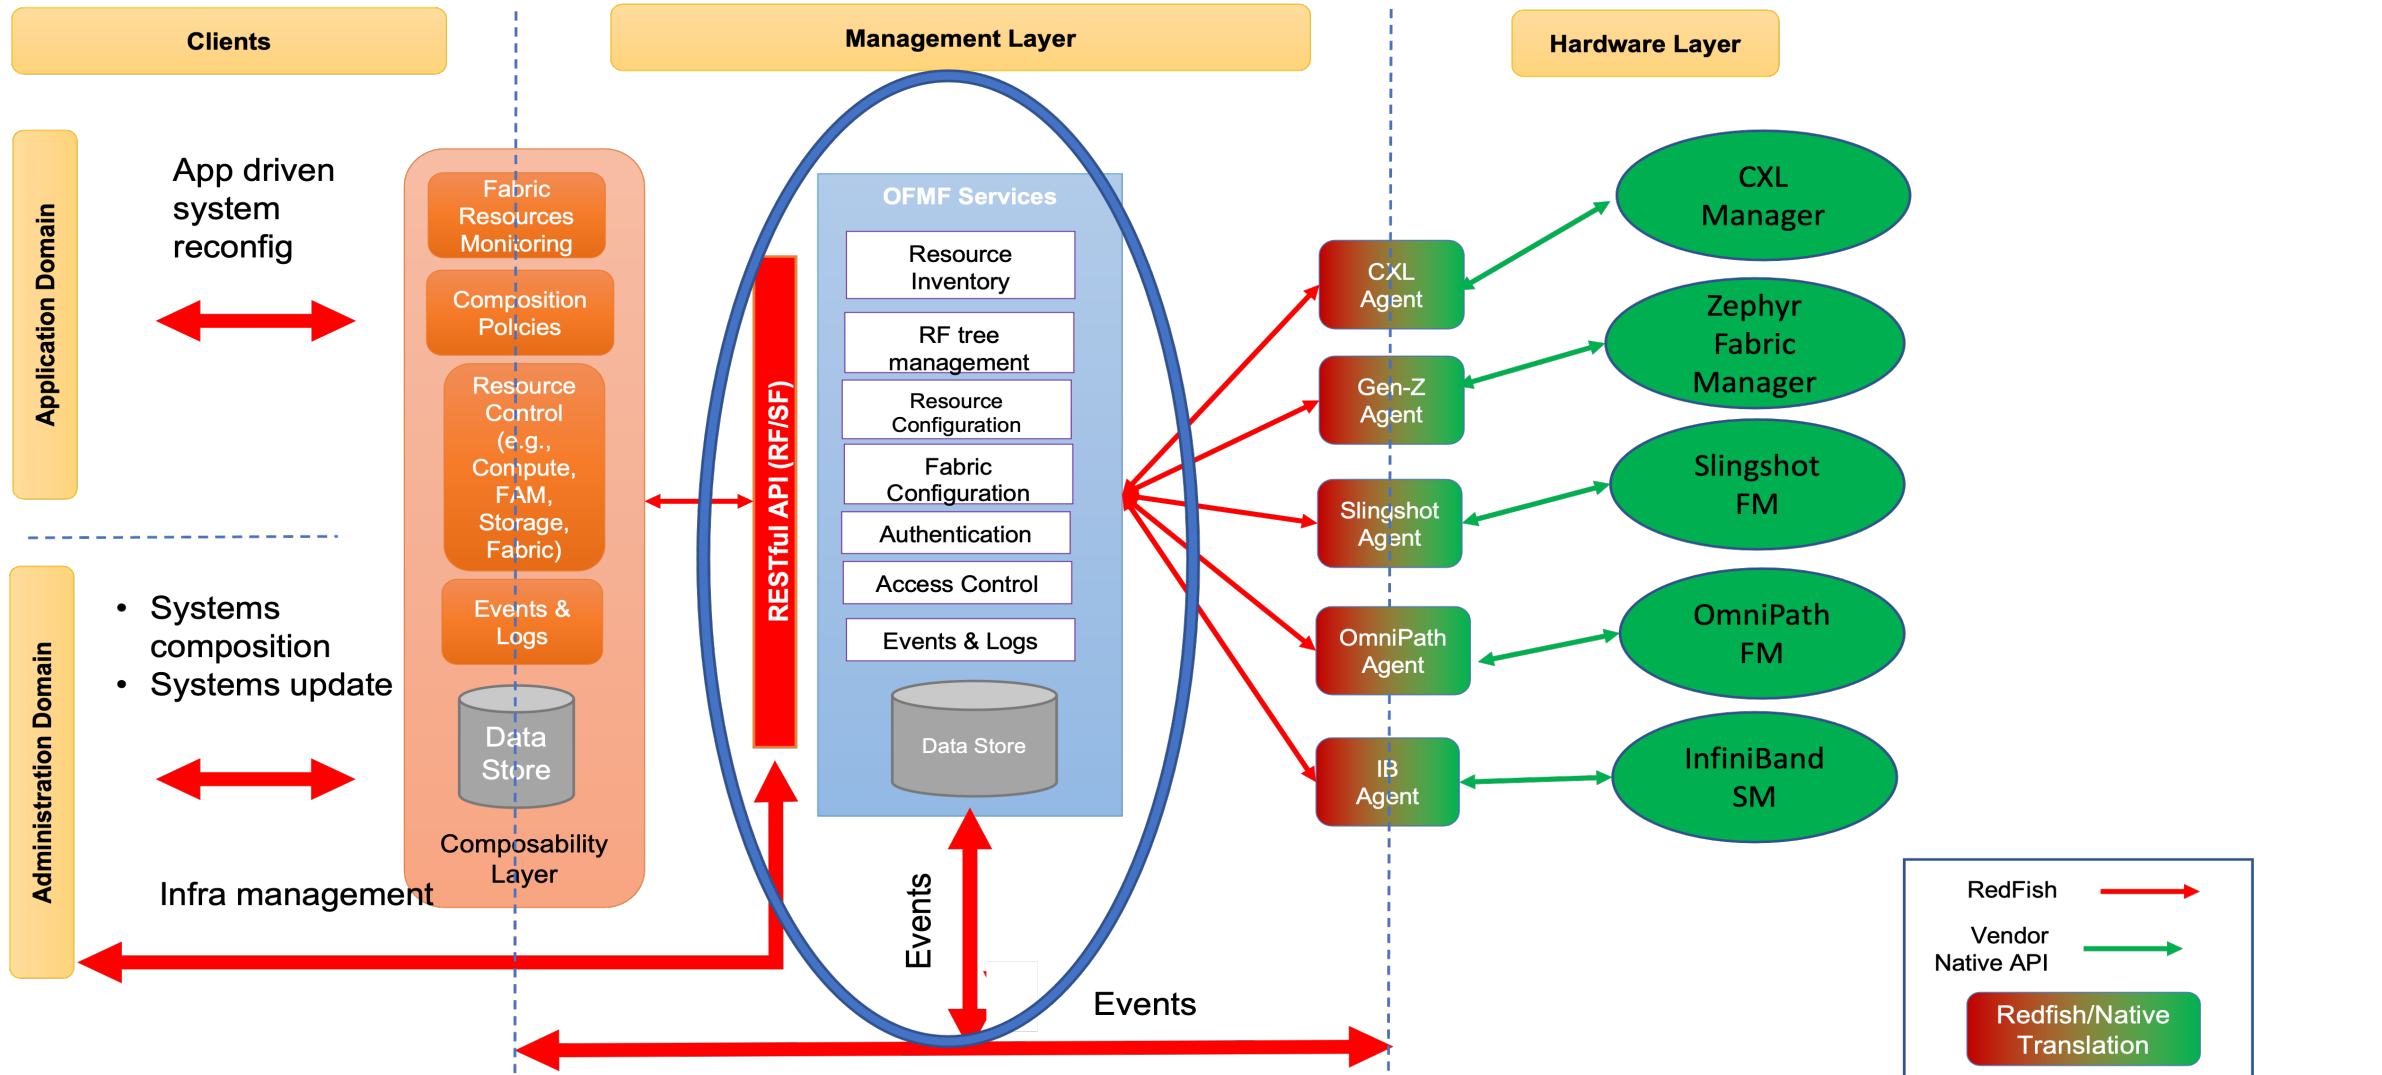 Clients
Management Layer
Hardware Layer
Application Domain
App driven
system
reconfig
Administration Domain
• Systems
composition
• Systems update
Infra management
Fabric
Resources
Monitoring
Composition
Policies
Resource
Control
(e.g.,
Compute,
FAM,
Storage,
Fabric)
Events &
Logs
Data
Store
Composability
Layer
RESTful API (RF/SF)
OFMF Services
Resource
Inventory
RF tree
management
Resource
Configuration
Fabric
Configuration
Authentication
Access Control
Events & Logs
Data Store
Events
Events
CXL
Agent
Gen-Z
Agent
Slingshot
Agent
OmniPath
Agent
IB
Agent
CXL
Manager
Zephyr
Fabric
Manager
Slingshot
FM
OmniPath
FM
InfiniBand
SM
RedFish
Vendor
Native API
Redfish/Native
Translation